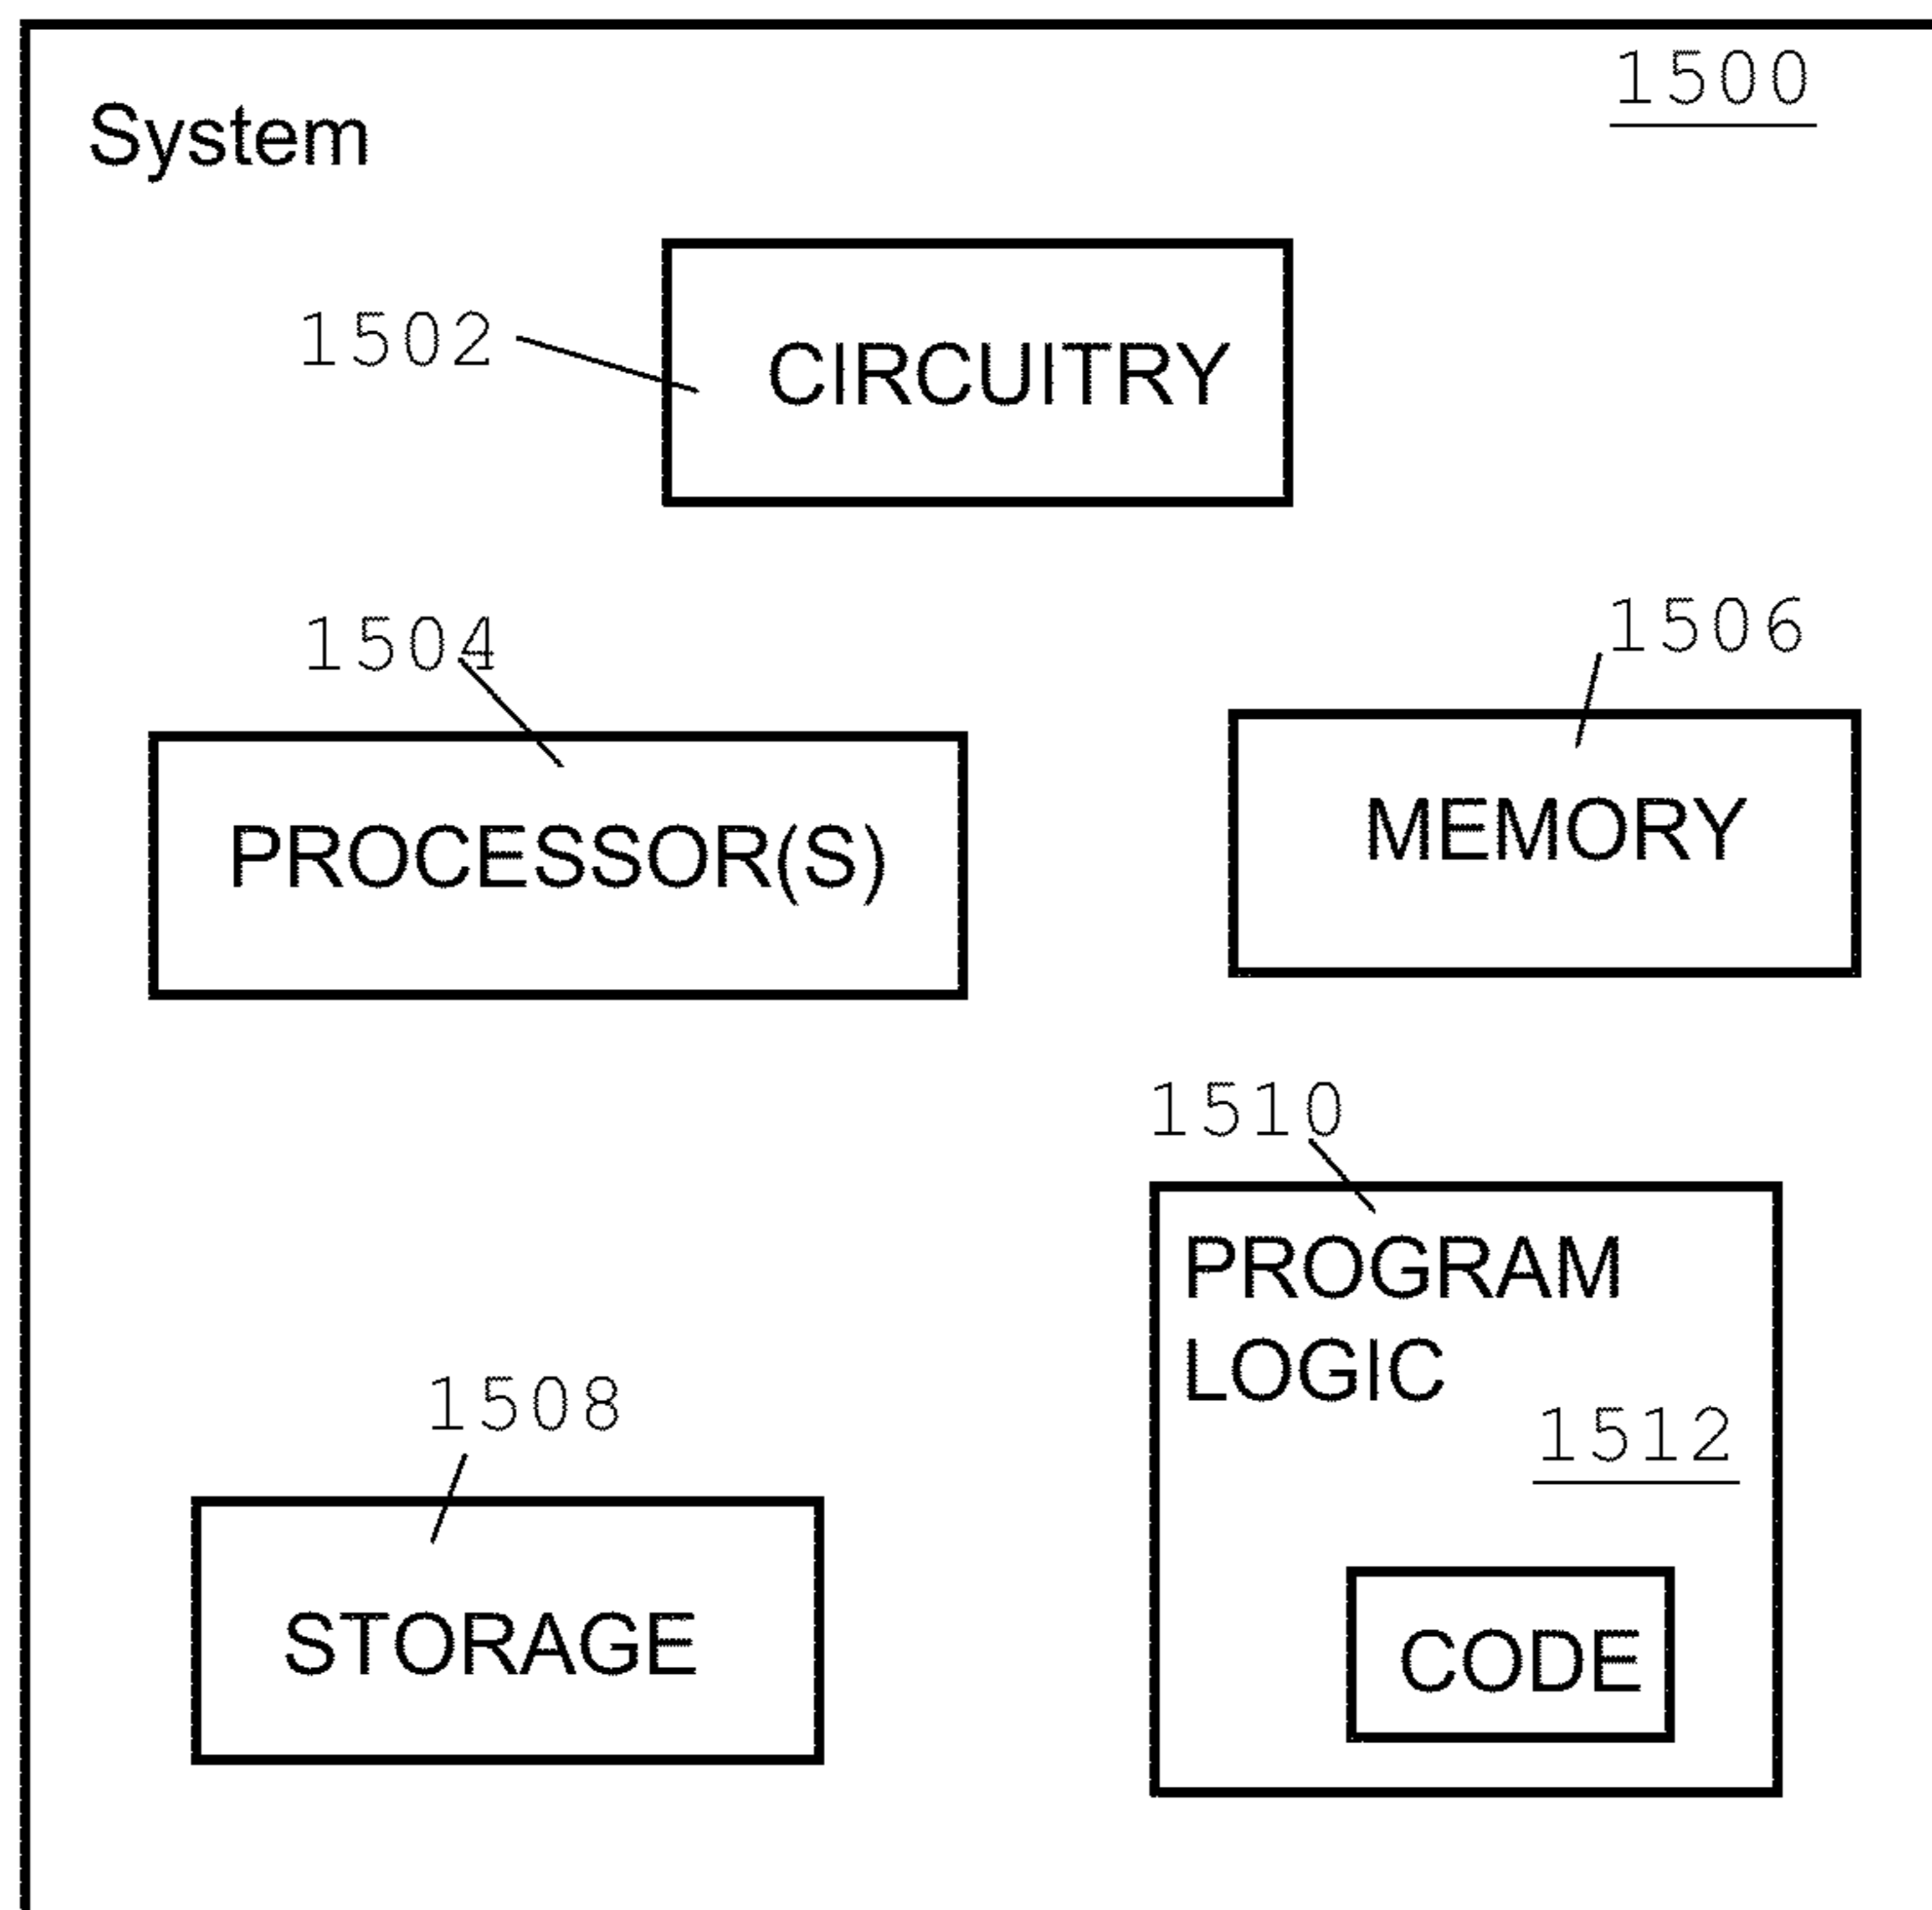 1500
System
1502
CIRCUITRY
1504
1506
PROCESSOR(S)
MEMORY
1510
PROGRAM
LOGIC
1508
1512
STORAGE
CODE